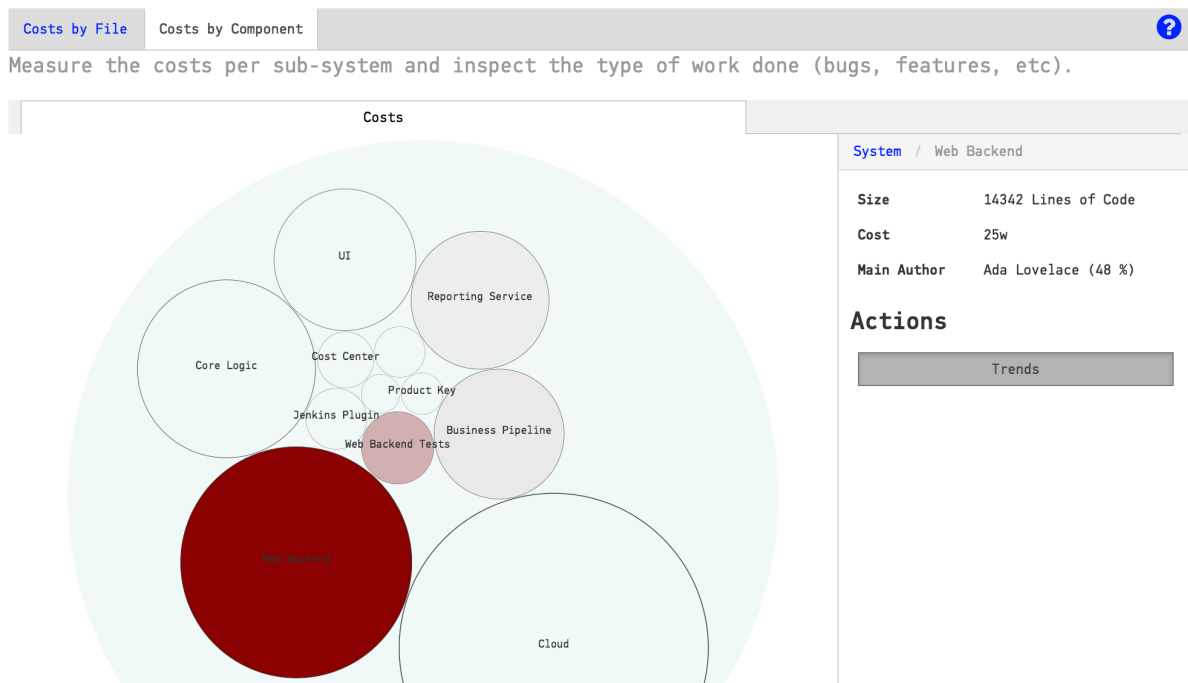 Costs by File
Costs by Component
?
Measure the costs per sub-system and inspect the type of work done (bugs, features, etc).
Costs
System / Web Backend
Size 14342 Lines of Code
Cost 25w
Main Author Ada Lovelace (48 %)
Actions
Trends
UI
Reporting Service
Cost Center
Core Logic
Product Key
Jenkins Plugin
Business Pipeline
Web Backend Tests
Web Backend
Cloud